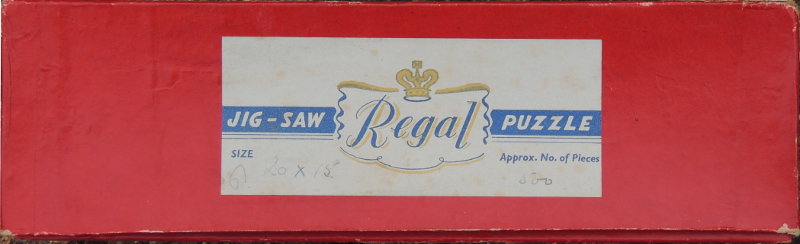 JIG-SAW Regal PUZZLE
SIZE
20 x 15
Approx. No. of Pieces
500